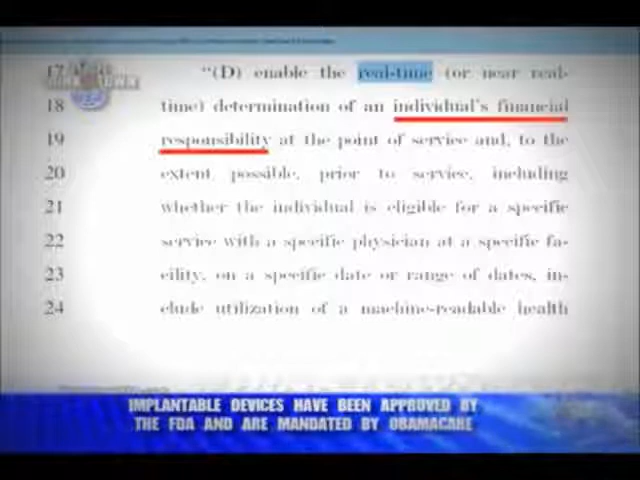 17 “(D) enable the real-time (or near real-
18 time) determination of an individual's financial
19 responsibility at the point of service and, to the
20 extent possible, prior to service, including
21 whether the individual is eligible for a specific
22 service with a specific physician at a specific fa-
23 cility, on a specific date or range of dates, in-
24 clude utilization of a machine-readable health
IMPLANTABLE DEVICES HAVE BEEN APPROVED BY
THE FDA AND ARE MANDATED BY OBAMACARE